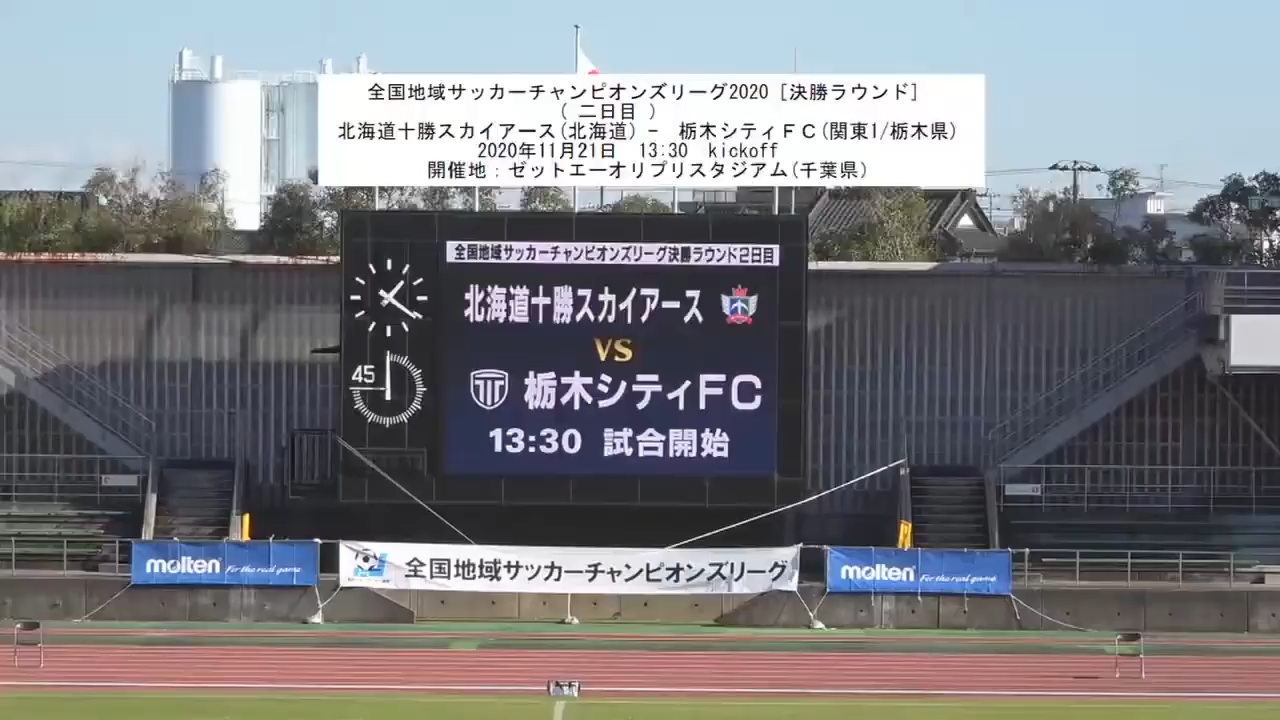 全国地域サッカーチャンピオンズリーグ2020 [決勝ラウンド]
( 二日目 )
北海道十勝スカイアース(北海道) - 栃木シティＦＣ(関東1/栃木県)
2020年11月21日 13:30 kickoff
開催地：ゼットエーオリプリスタジアム(千葉県)
全国地域サッカーチャンピオンズリーグ決勝ラウンド2日目
北海道十勝スカイアース
VS
45
栃木シティFC
13:30 試合開始
molten For the real game
全国地域サッカーチャンピオンズリーグ
molten For the real game